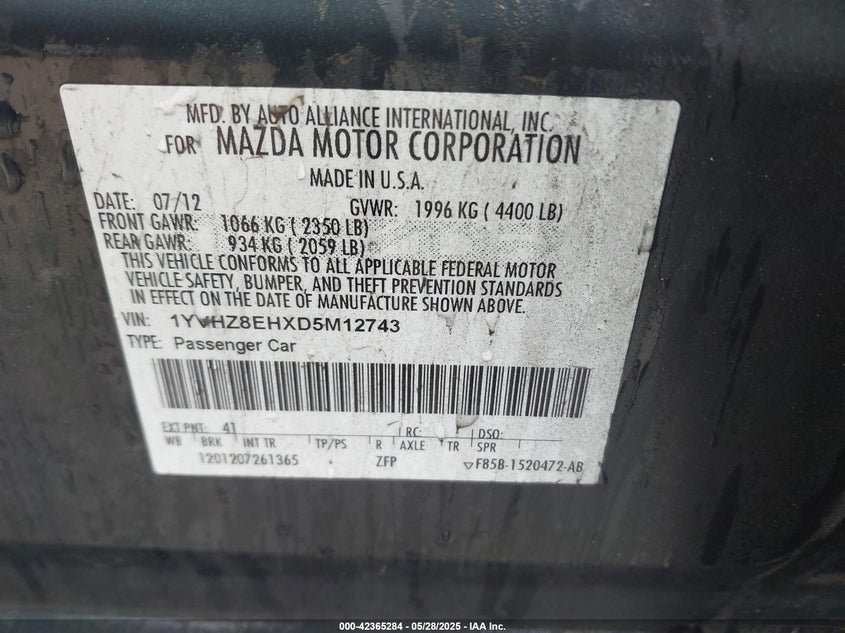 MFD. BY AUTO ALLIANCE INTERNATIONAL, INC.
FOR MAZDA MOTOR CORPORATION
MADE IN U.S.A.
DATE: 07/12 GVWR: 1996 KG ( 4400 LB)
FRONT GAWR: 1066 KG ( 2350 LB)
REAR GAWR: 934 KG ( 2059 LB)
THIS VEHICLE CONFORMS TO ALL APPLICABLE FEDERAL MOTOR
VEHICLE SAFETY, BUMPER, AND THEFT PREVENTION STANDARDS
IN EFFECT ON THE DATE OF MANUFACTURE SHOWN ABOVE.
VIN: 1YVHZ8EHXD5M12743
TYPE: Passenger Car
EXT PNT: 41 RC: DSO:
WB BRK INT TR TP/PS R AXLE TR SPR
1201207261365 ZFP ▽F85B-1520472-AB
000-42365284 - 05/28/2025 - IAA Inc.